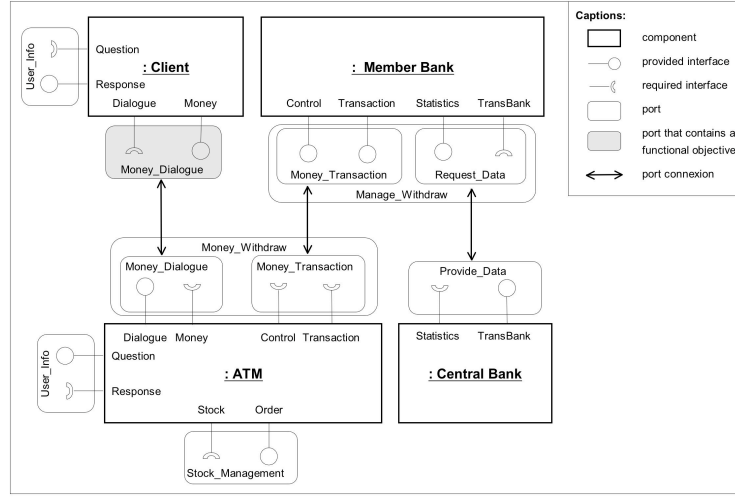 User_Info
Question
Response
: Client
Dialogue Money
Money_Dialogue
: Member Bank
Control Transaction Statistics TransBank
Money_Transaction
Request_Data
Manage_Withdraw
Captions:
component
provided interface
required interface
port
port that contains a
functional objective
port connexion
Money_Withdraw
Money_Dialogue
Money_Transaction
Dialogue Money
Control Transaction
User_Info
Question
Response
: ATM
Stock Order
Stock_Management
Provide_Data
Statistics TransBank
: Central Bank